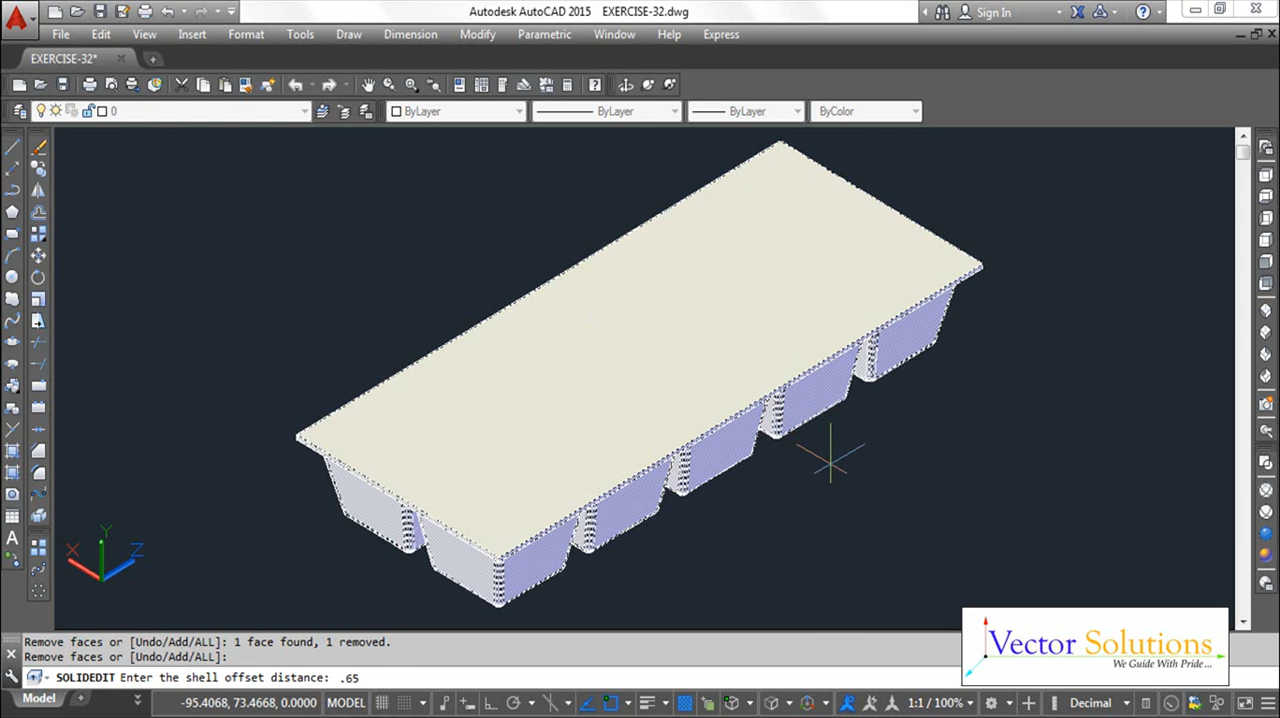 Autodesk AutoCAD 2015 EXERCISE-32.dwg
Sign In
File Edit View Insert Format Tools Draw Dimension Modify Parametric Window Help Express
EXERCISE-32*
0
ByLayer
ByLayer
ByLayer
ByColor
X
Y
Z
A
Remove faces or [Undo/Add/ALL]: 1 face found, 1 removed.
Remove faces or [Undo/Add/ALL]:
SOLIDEDIT Enter the shell offset distance: .65
Vector Solutions
We Guide With Pride...
Model
-95.4068, 73.4668, 0.0000 MODEL
1:1 / 100%
Decimal